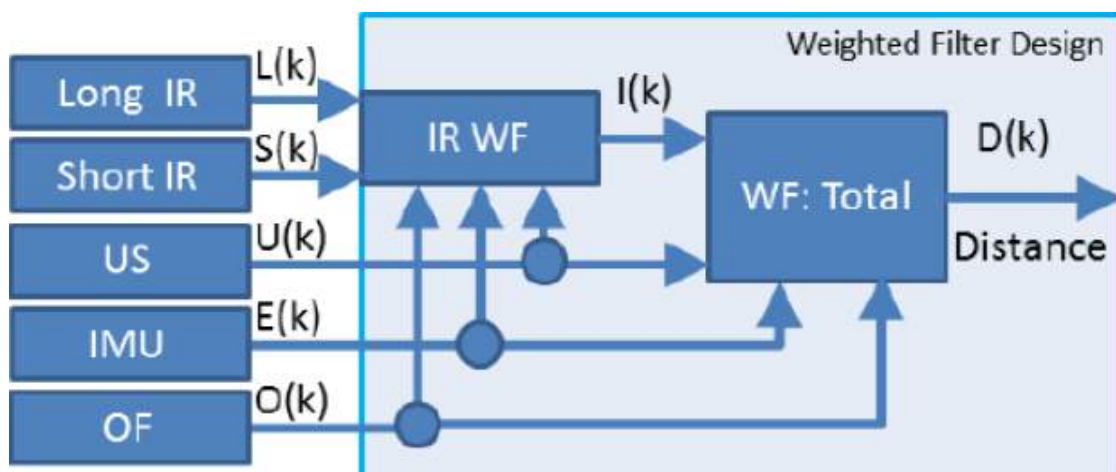 Weighted Filter Design
Long IR
L(k)
Short IR
S(k)
US
U(k)
IMU
E(k)
OF
O(k)
IR WF
I(k)
WF: Total
D(k)
Distance